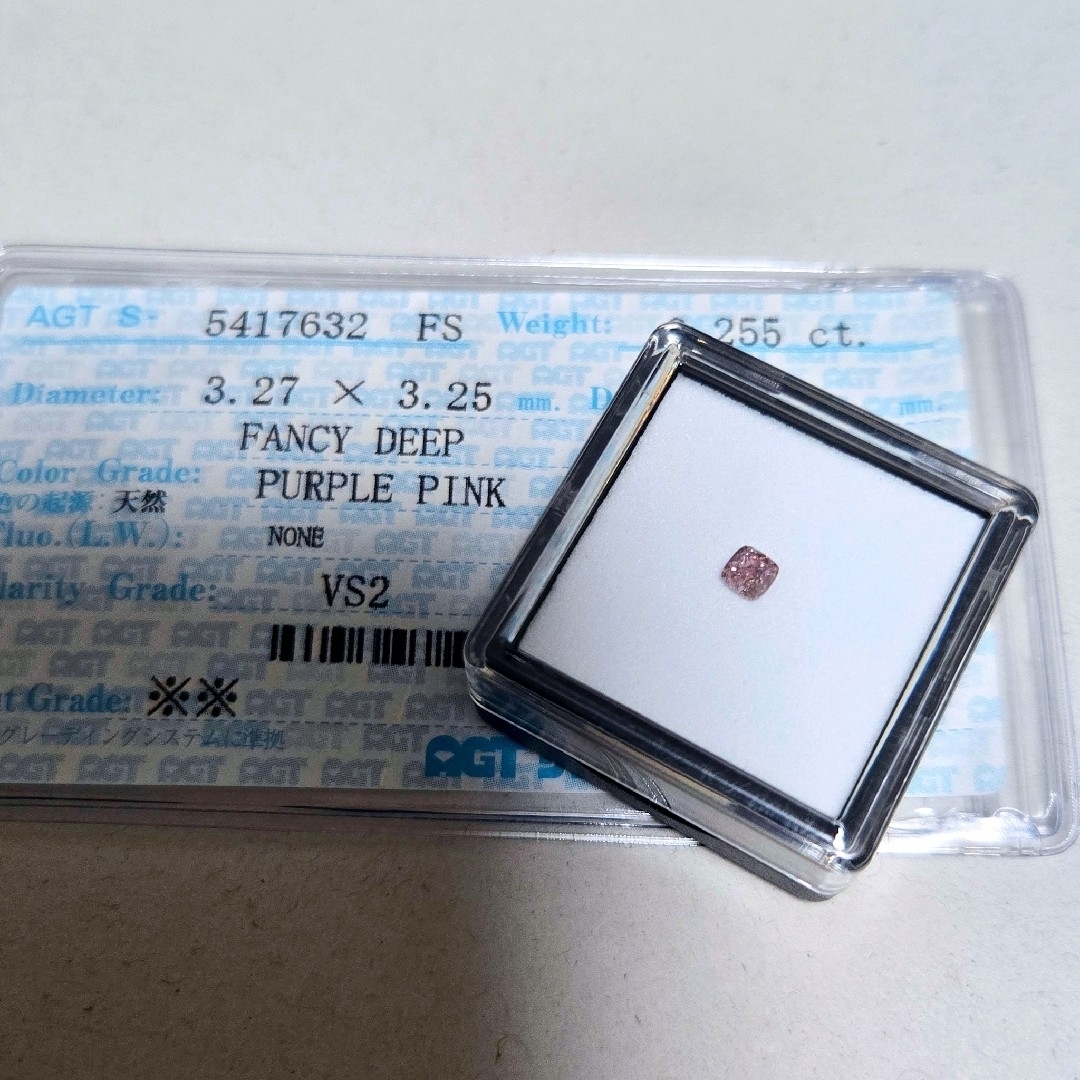 AGT S- 5417632 FS Weight: 255 ct.
Diameter: 3.27 × 3.25 mm. D mm.
FANCY DEEP
Color Grade: PURPLE PINK
色の起源:天然
Fluo.(L.W.): NONE
larity Grade: VS2
ut Grade: ※※
グレーディングシステムに準拠
AGT